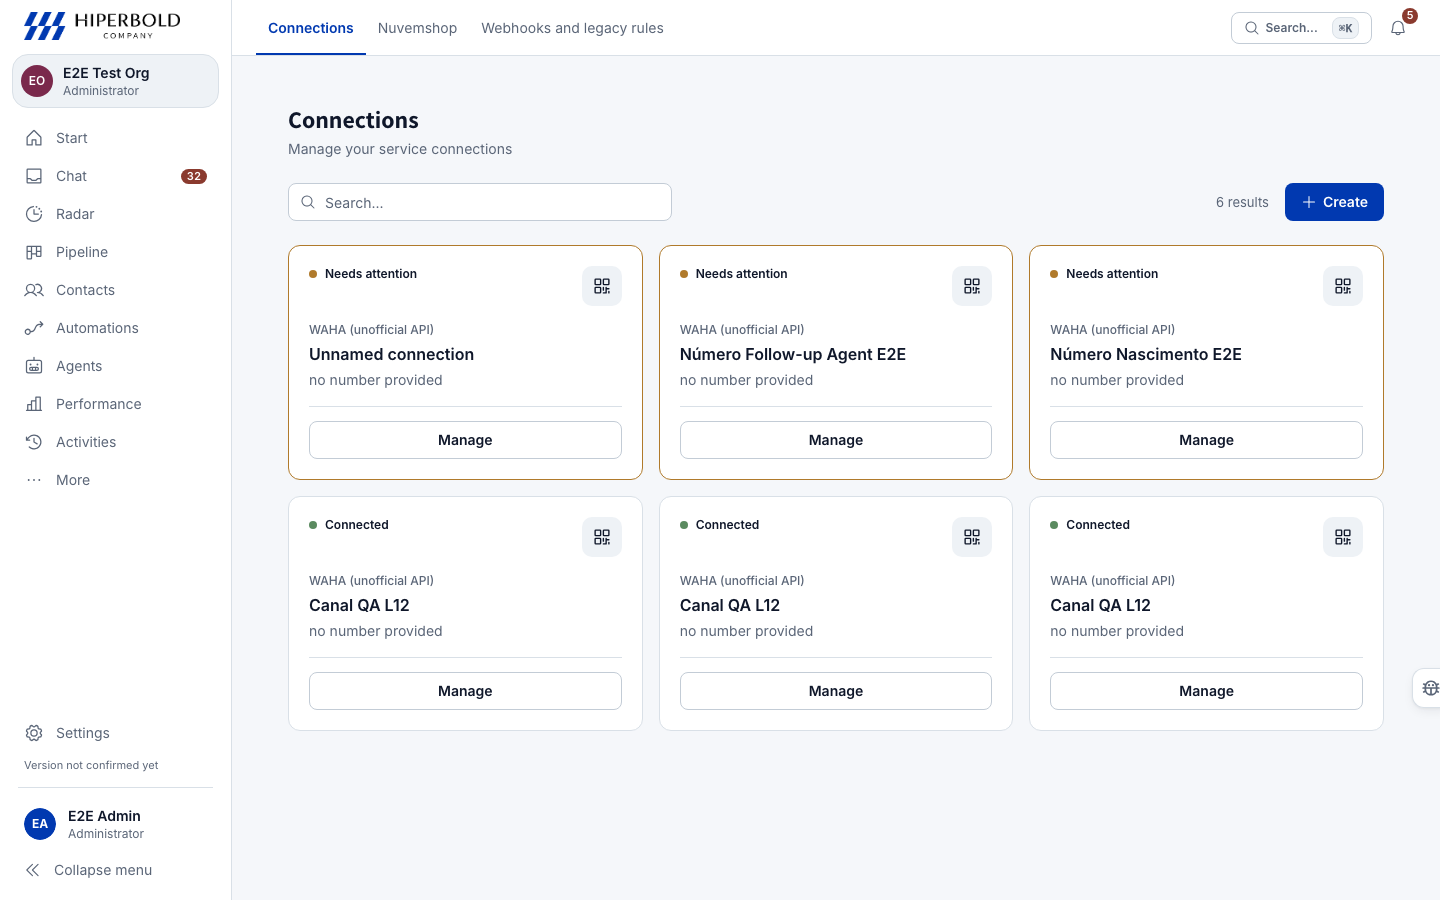 HIPERBOLD
COMPANY
EO
E2E Test Org
Administrator
Start
Chat
32
Radar
Pipeline
Contacts
Automations
Agents
Performance
Activities
More
Settings
Version not confirmed yet
EA
E2E Admin
Administrator
Collapse menu
Connections
Nuvemshop
Webhooks and legacy rules
Search...
⌘K
5
Connections
Manage your service connections
Search...
6 results
Create
Needs attention
WAHA (unofficial API)
Unnamed connection
no number provided
Manage
Needs attention
WAHA (unofficial API)
Número Follow-up Agent E2E
no number provided
Manage
Needs attention
WAHA (unofficial API)
Número Nascimento E2E
no number provided
Manage
Connected
WAHA (unofficial API)
Canal QA L12
no number provided
Manage
Connected
WAHA (unofficial API)
Canal QA L12
no number provided
Manage
Connected
WAHA (unofficial API)
Canal QA L12
no number provided
Manage